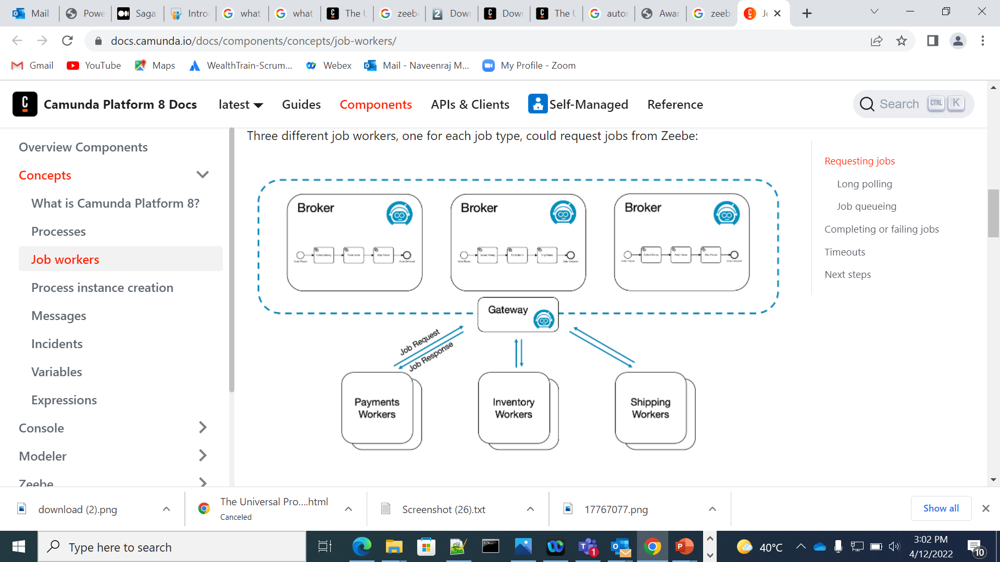 Mail
Powe
Saga
Intro
what
what
The U
zeeb
Dow
Dow
The U
autor
Awar
zeeb
Jo
docs.camunda.io/docs/components/concepts/job-workers/
Gmail
YouTube
Maps
WealthTrain-Scrum...
Webex
Mail - Naveenraj M...
My Profile - Zoom
Camunda Platform 8 Docs
latest
Guides
Components
APIs & Clients
Self-Managed
Reference
Search CTRL K
Overview Components
Concepts
What is Camunda Platform 8?
Processes
Job workers
Process instance creation
Messages
Incidents
Variables
Expressions
Console
Modeler
Zeebe
Three different job workers, one for each job type, could request jobs from Zeebe:
Broker
Broker
Broker
Gateway
Job Request
Job Response
Payments
Workers
Inventory
Workers
Shipping
Workers
Requesting jobs
Long polling
Job queueing
Completing or failing jobs
Timeouts
Next steps
download (2).png
The Universal Pro....html
Canceled
Screenshot (26).txt
17767077.png
Show all
Type here to search
1
40°C
3:02 PM
4/12/2022
10